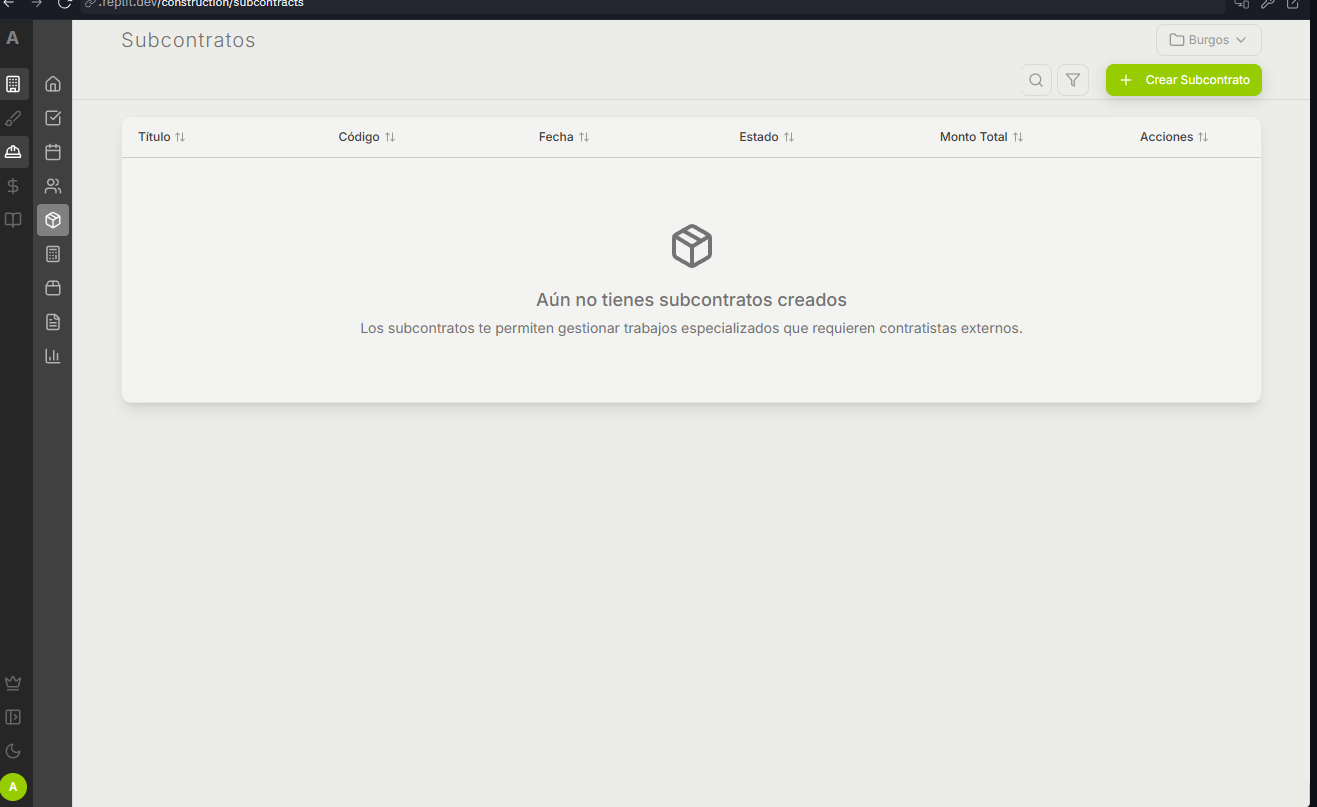 .replit.dev/construction/subcontracts
A
Subcontratos
Burgos
Crear Subcontrato
Título Código Fecha Estado Monto Total Acciones
Aún no tienes subcontratos creados
Los subcontratos te permiten gestionar trabajos especializados que requieren contratistas externos.
A